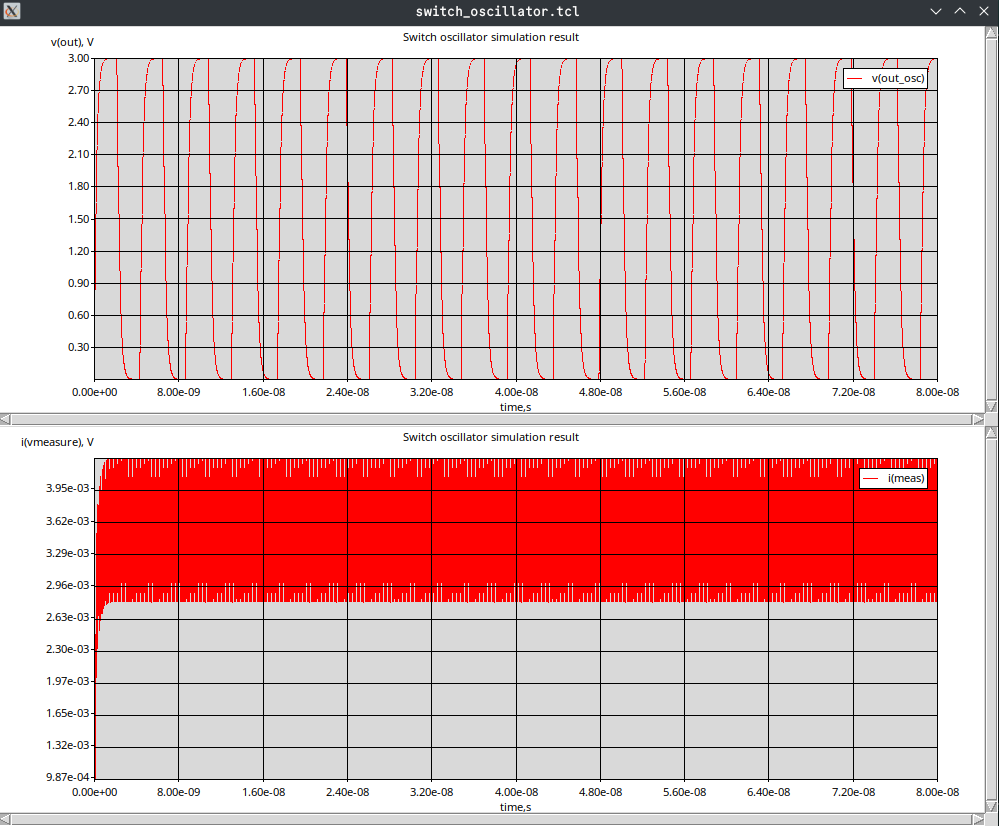 switch_oscillator.tcl
Switch oscillator simulation result
v(out), V
3.00
v(out_osc)
2.70
2.40
2.10
1.80
1.50
1.20
0.90
0.60
0.30
0.00e+00 8.00e-09 1.60e-08 2.40e-08 3.20e-08 4.00e-08 4.80e-08 5.60e-08 6.40e-08 7.20e-08 8.00e-08
time,s
Switch oscillator simulation result
i(vmeasure), V
i(meas)
3.95e-03
3.62e-03
3.29e-03
2.96e-03
2.63e-03
2.30e-03
1.97e-03
1.65e-03
1.32e-03
9.87e-04
0.00e+00 8.00e-09 1.60e-08 2.40e-08 3.20e-08 4.00e-08 4.80e-08 5.60e-08 6.40e-08 7.20e-08 8.00e-08
time,s